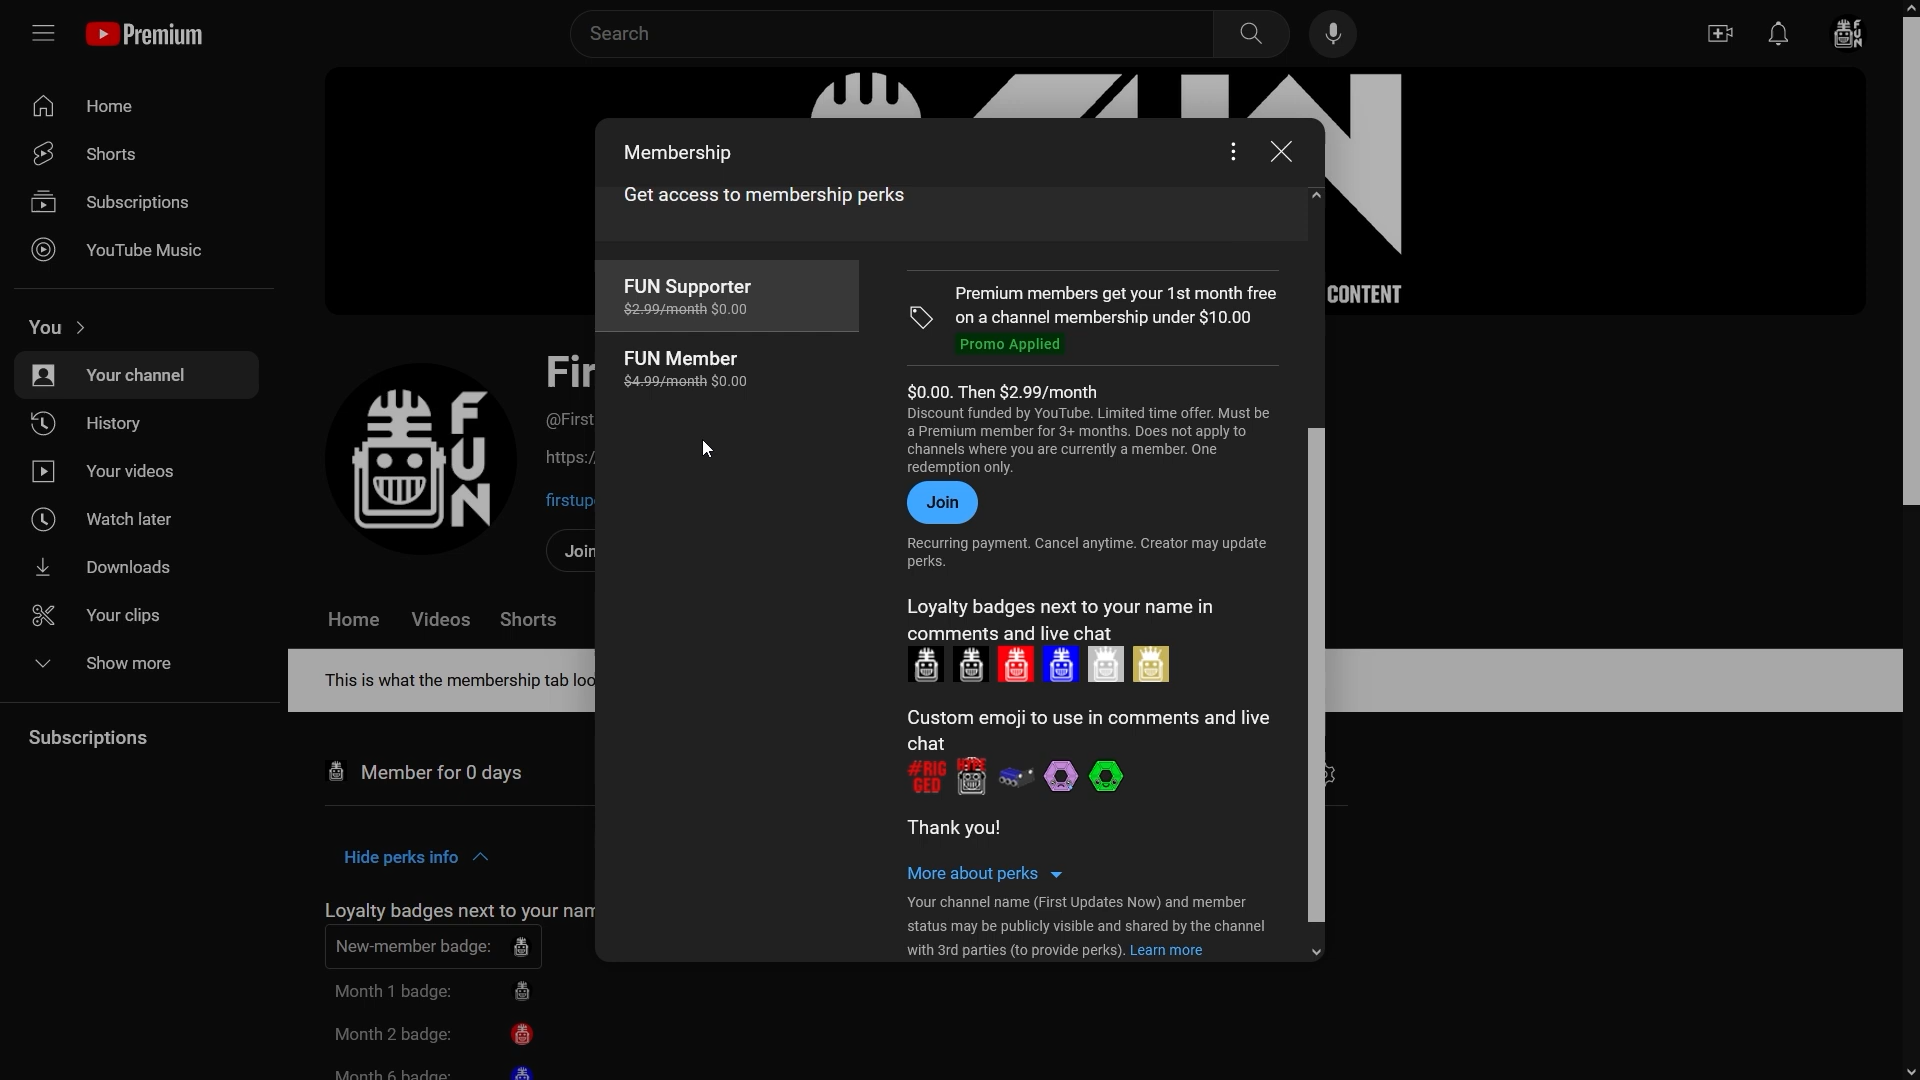 Premium
Search
FUN
Home
Shorts
Subscriptions
YouTube Music
You
Your channel
History
Your videos
Watch later
Downloads
Your clips
Show more
Subscriptions
CONTENT
FUN
Fir
@First
https:/
firstup
Join
Home Videos Shorts
This is what the membership tab loo
Member for 0 days
Hide perks info
Loyalty badges next to your nam
New-member badge:
Month 1 badge:
Month 2 badge:
Month 6 badge:
Membership
Get access to membership perks
FUN Supporter
$2.99/month $0.00
FUN Member
$4.99/month $0.00
Premium members get your 1st month free
on a channel membership under $10.00
Promo Applied
$0.00. Then $2.99/month
Discount funded by YouTube. Limited time offer. Must be
a Premium member for 3+ months. Does not apply to
channels where you are currently a member. One
redemption only.
Join
Recurring payment. Cancel anytime. Creator may update
perks.
Loyalty badges next to your name in
comments and live chat
Custom emoji to use in comments and live
chat
#RIG
GED
HYPE
Thank you!
More about perks
Your channel name (First Updates Now) and member
status may be publicly visible and shared by the channel
with 3rd parties (to provide perks). Learn more